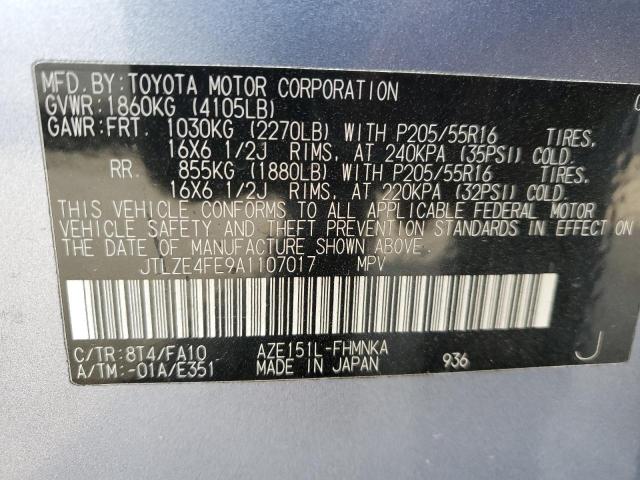 MFD.BY:TOYOTA MOTOR CORPORATION
GVWR:1860KG (4105LB)
GAWR:FRT. 1030KG (2270LB) WITH P205/55R16 TIRES,
16X6 1/2J RIMS, AT 240KPA (35PSI) COLD.
RR. 855KG (1880LB) WITH P205/55R16 TIRES,
16X6 1/2J RIMS, AT 220KPA (32PSI) COLD.
THIS VEHICLE CONFORMS TO ALL APPLICABLE FEDERAL MOTOR
VEHICLE SAFETY AND THEFT PREVENTION STANDARDS IN EFFECT ON
THE DATE OF MANUFACTURE SHOWN ABOVE.
JTLZE4FE9A1107017 MPV
C/TR:8T4/FA10 AZE151L-FHMNKA
A/TM:-01A/E351 MADE IN JAPAN 936 J